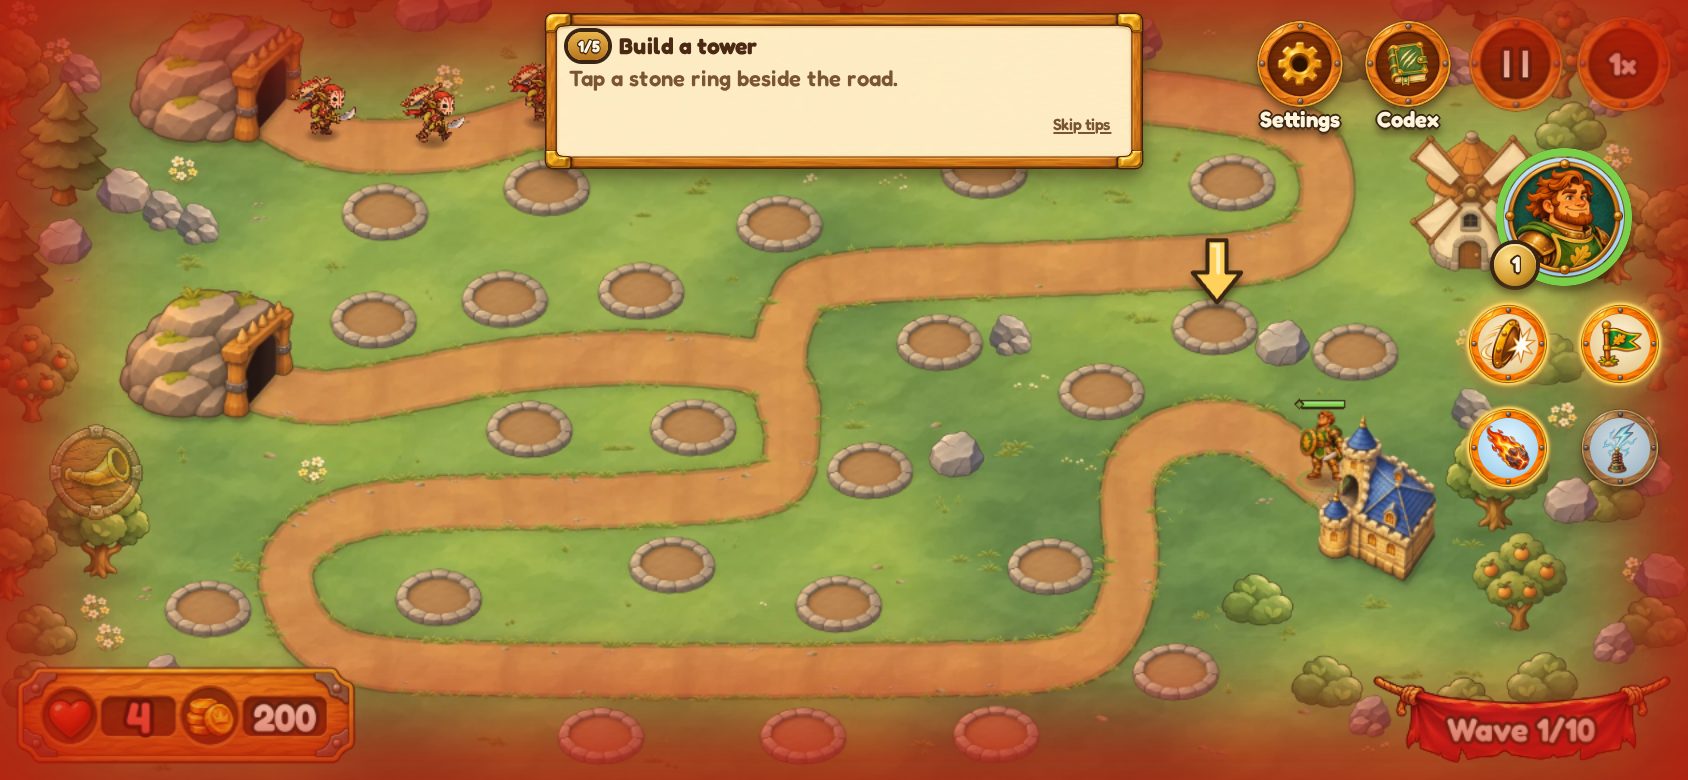 1/5 Build a tower
Tap a stone ring beside the road.
Skip tips
1x
Settings
Codex
1
4
200
Wave 1/10